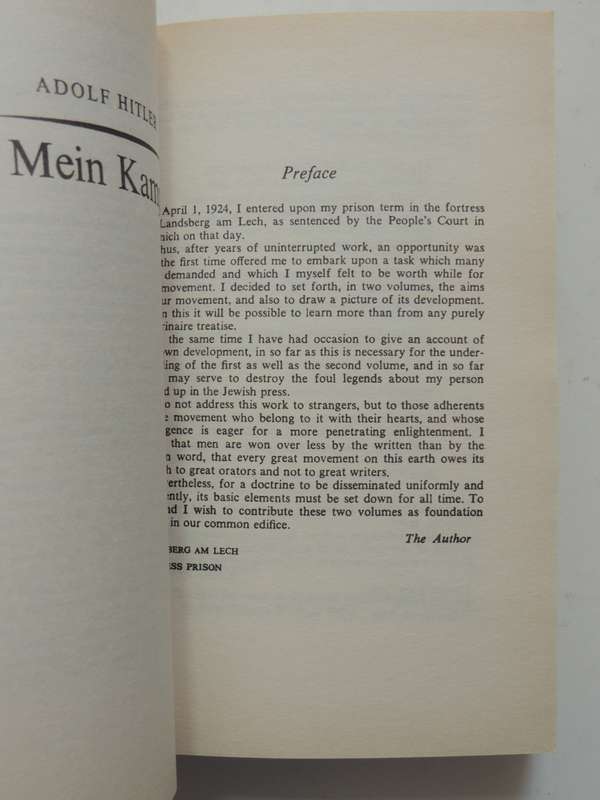 ADOLF HITLER
Mein Kam
Preface
April 1, 1924, I entered upon my prison term in the fortress
Landsberg am Lech, as sentenced by the People's Court in
nich on that day.
hus, after years of uninterrupted work, an opportunity was
the first time offered me to embark upon a task which many
demanded and which I myself felt to be worth while for
movement. I decided to set forth, in two volumes, the aims
ur movement, and also to draw a picture of its development.
n this it will be possible to learn more than from any purely
rinaire treatise.
the same time I have had occasion to give an account of
own development, in so far as this is necessary for the under-
ing of the first as well as the second volume, and in so far
may serve to destroy the foul legends about my person
d up in the Jewish press.
o not address this work to strangers, but to those adherents
e movement who belong to it with their hearts, and whose
igence is eager for a more penetrating enlightenment. I
that men are won over less by the written than by the
n word, that every great movement on this earth owes its
h to great orators and not to great writers.
vertheless, for a doctrine to be disseminated uniformly and
ently, its basic elements must be set down for all time. To
nd I wish to contribute these two volumes as foundation
in our common edifice.
The Author
BERG AM LECH
ESS PRISON